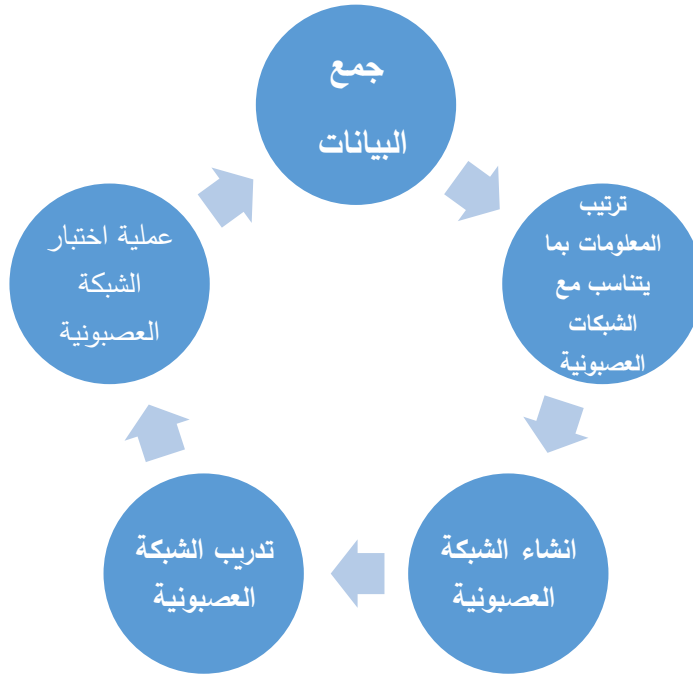 جمع
البيانات
ترتيب
المعلومات بما
يتناسب مع
الشبكات
العصبونية
انشاء الشبكة
العصبونية
تدريب الشبكة
العصبونية
عملية اختبار
الشبكة
العصبونية